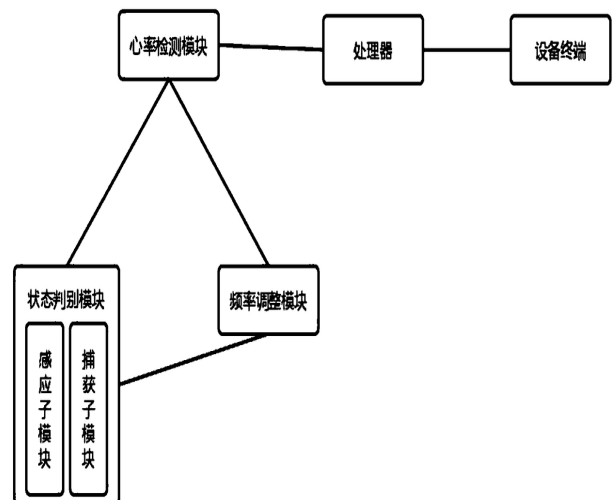 心率检测模块
处理器
设备终端
状态判别模块
频率调整模块
感应子模块
捕获子模块